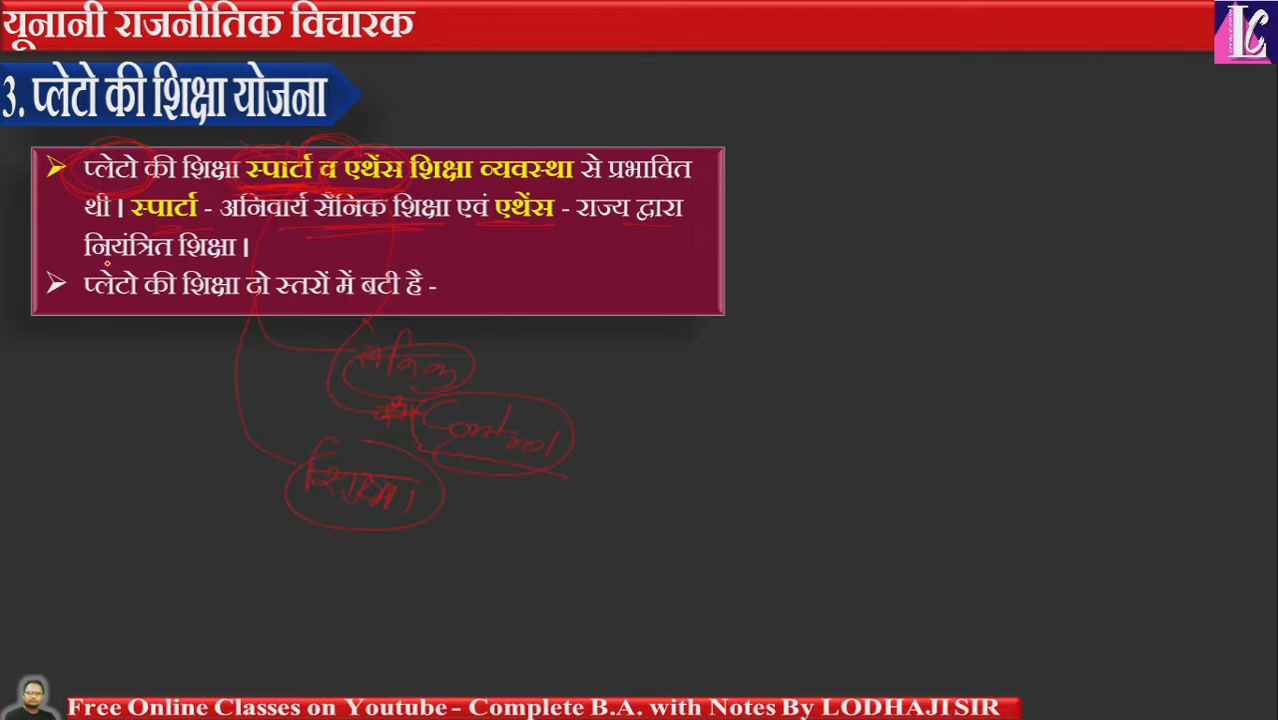 यूनानी राजनीतिक विचारक
LC
3. प्लेटो की शिक्षा योजना
प्लेटो की शिक्षा स्पार्टा व एथेंस शिक्षा व्यवस्था से प्रभावित
थी। स्पार्टा - अनिवार्य सैनिक शिक्षा एवं एथेंस - राज्य द्वारा
नियंत्रित शिक्षा।
प्लेटो की शिक्षा दो स्तरों में बटी है -
सैनिक
Control
शिक्षा
Free Online Classes on Youtube - Complete B.A. with Notes By LODHAJI SIR